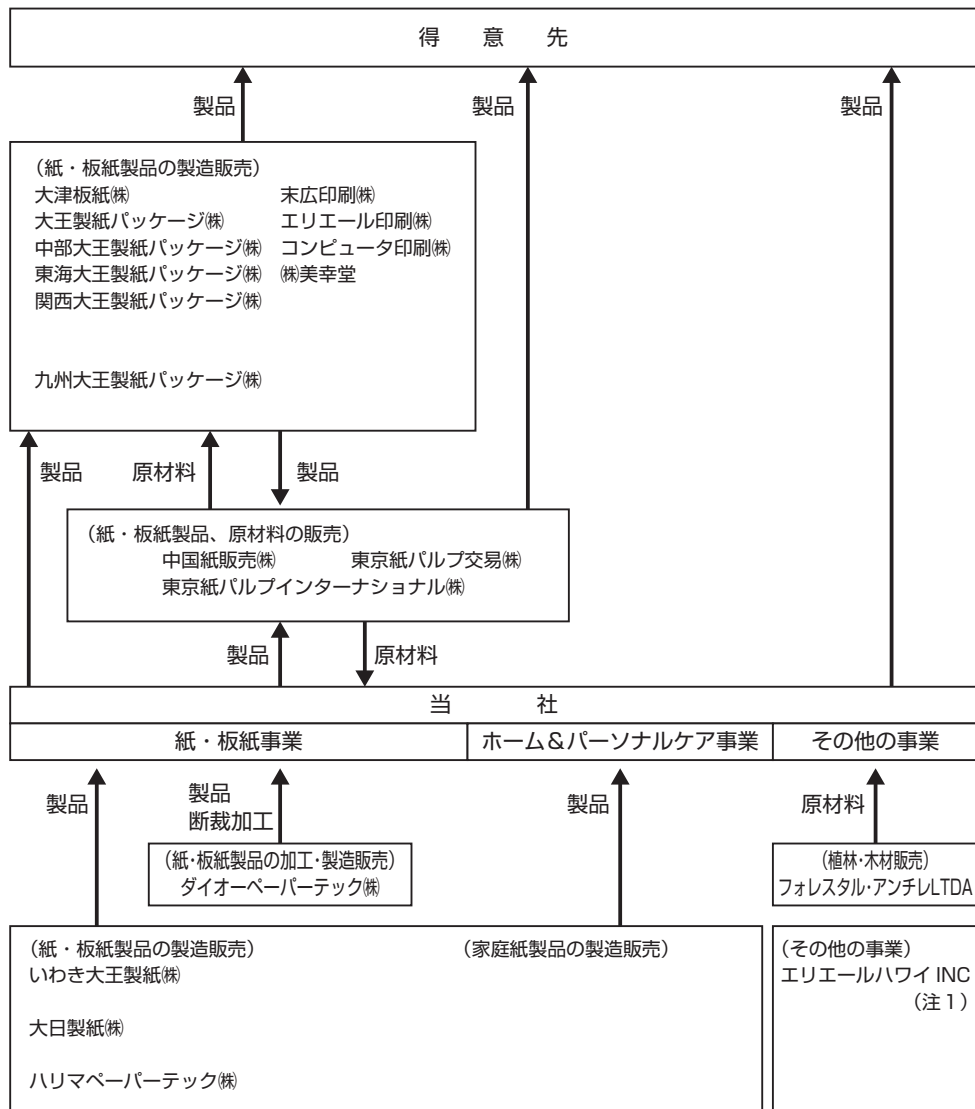 得 意 先
製品
製品
製品
（紙・板紙製品の製造販売）
大津板紙㈱ 末広印刷㈱
大王製紙パッケージ㈱ エリエール印刷㈱
中部大王製紙パッケージ㈱ コンピュータ印刷㈱
東海大王製紙パッケージ㈱ ㈱美幸堂
関西大王製紙パッケージ㈱
九州大王製紙パッケージ㈱
製品 原材料 製品
（紙・板紙製品、原材料の販売）
中国紙販売㈱ 東京紙パルプ交易㈱
東京紙パルプインターナショナル㈱
製品 原材料
当 社
紙・板紙事業 ホーム＆パーソナルケア事業 その他の事業
製品
製品
断裁加工
製品
原材料
（紙・板紙製品の加工・製造販売）
ダイオーペーパーテック㈱
（植林・木材販売）
フォレスタル・アンチレLTDA
（紙・板紙製品の製造販売） （家庭紙製品の製造販売）
いわき大王製紙㈱
大日製紙㈱
ハリマペーパーテック㈱
（その他の事業）
エリエールハワイ INC
（注１）